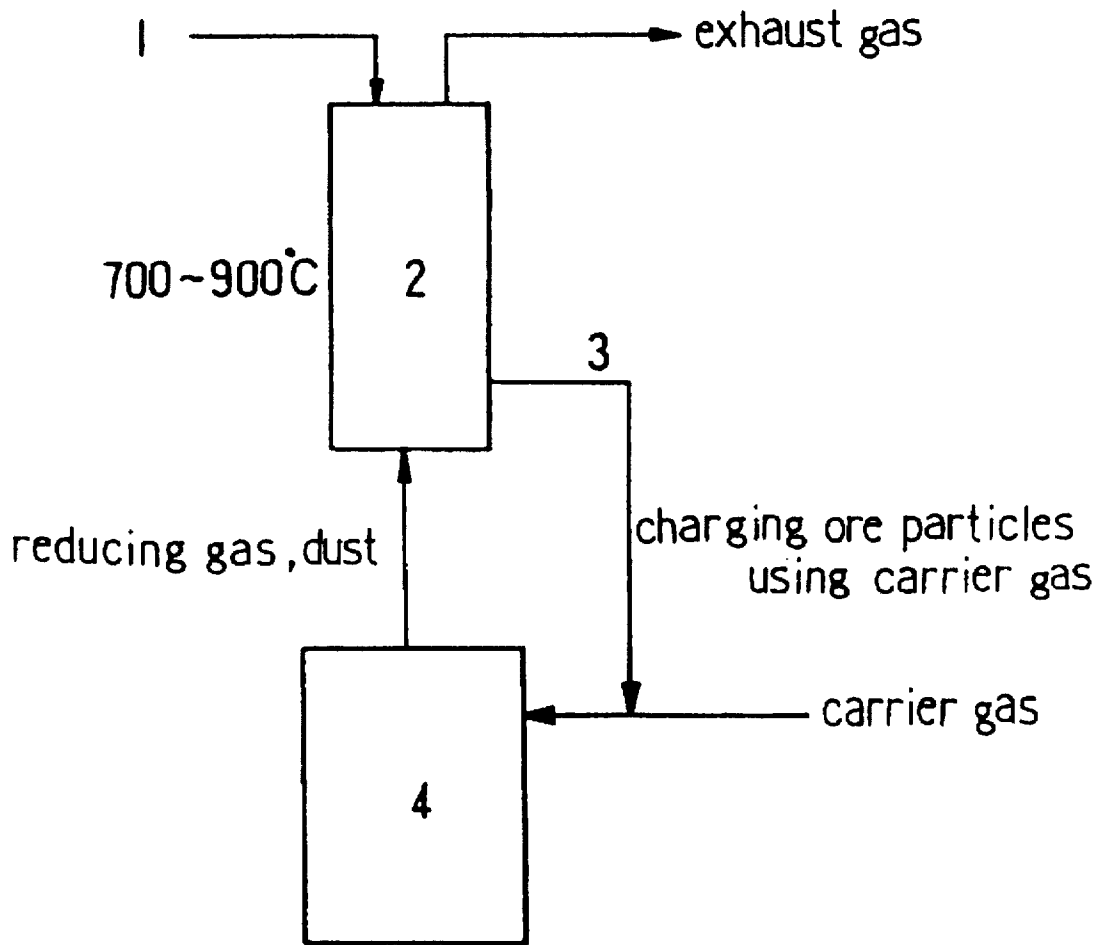 1
exhaust gas
700~900°C
2
3
reducing gas, dust
charging ore particles
using carrier gas
carrier gas
4